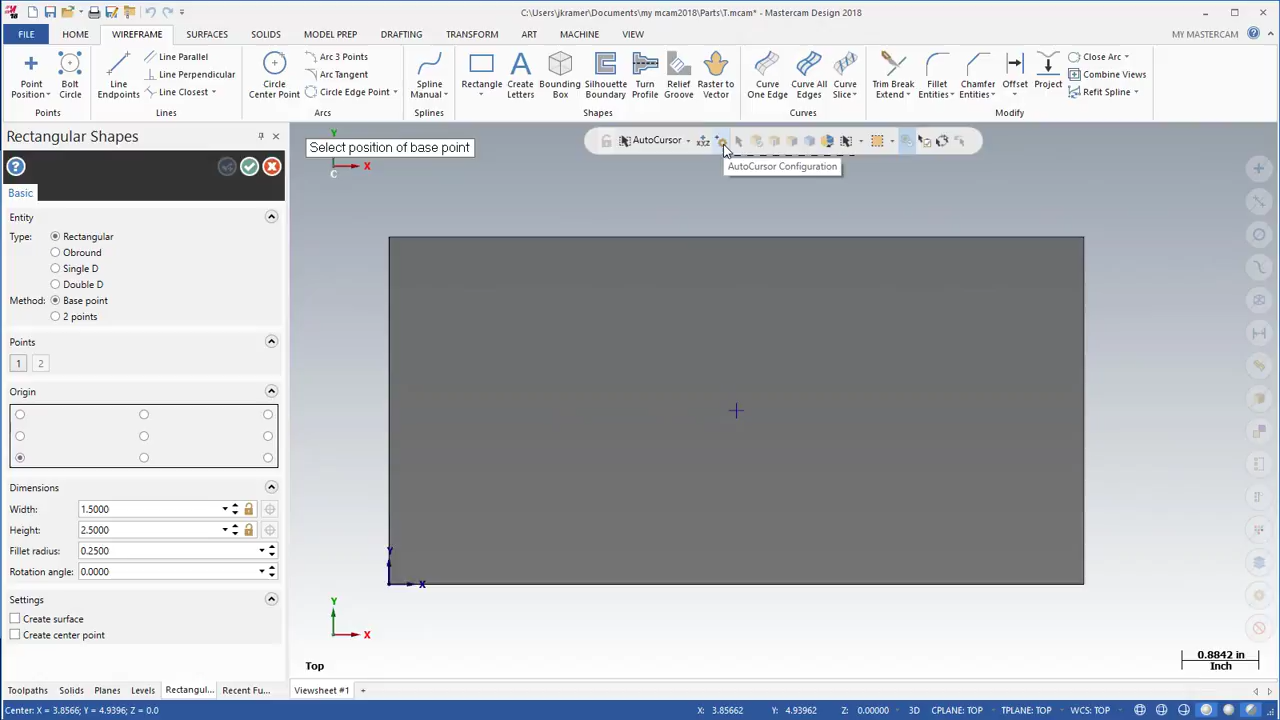 C:\Users\jkramer\Documents\my mcam2018\Parts\T.mcam* - Mastercam Design 2018
FILE HOME WIREFRAME SURFACES SOLIDS MODEL PREP DRAFTING TRANSFORM ART MACHINE VIEW MY MASTERCAM
Point Position
Bolt Circle
Points
Line Endpoints
Line Parallel
Line Perpendicular
Line Closest
Lines
Circle Center Point
Arc 3 Points
Arc Tangent
Circle Edge Point
Arcs
Spline Manual
Splines
Rectangle
Create Letters
Bounding Box
Silhouette Boundary
Turn Profile
Relief Groove
Raster to Vector
Shapes
Curve One Edge
Curve All Edges
Curve Slice
Curves
Trim Break Extend
Fillet Entities
Chamfer Entities
Offset
Project
Close Arc
Combine Views
Refit Spline
Modify
Rectangular Shapes
Basic
Entity
Type: Rectangular
Obround
Single D
Double D
Method: Base point
2 points
Points
1 2
Origin
Dimensions
Width: 1.5000
Height: 2.5000
Fillet radius: 0.2500
Rotation angle: 0.0000
Settings
Create surface
Create center point
Toolpaths Solids Planes Levels Rectangul... Recent Fu...
Y
Select position of base point
X
C
AutoCursor
XYZ
AutoCursor Configuration
Y
X
Y
X
Top
0.8842 in
Inch
Viewsheet #1 +
Center: X = 3.8566; Y = 4.9396; Z = 0.0
X: 3.85662 Y: 4.93962 Z: 0.00000 3D CPLANE: TOP TPLANE: TOP WCS: TOP